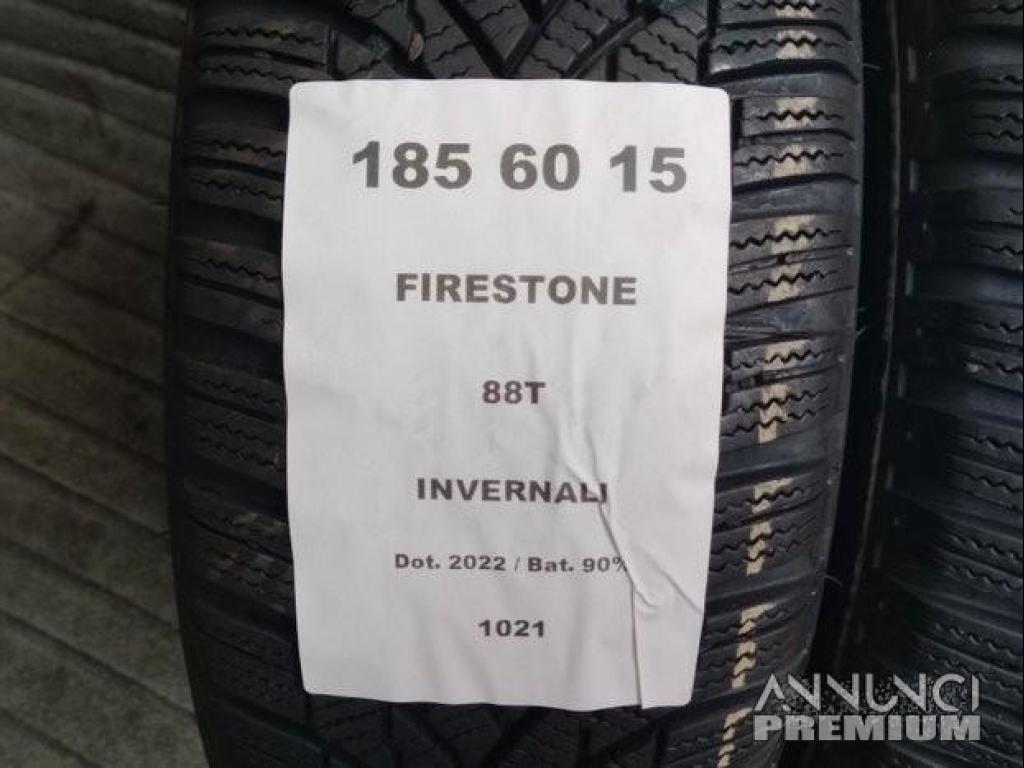 185 60 15
FIRESTONE
88T
INVERNALI
Dot. 2022 / Bat. 90%
1021
ANNUNCI
PREMIUM